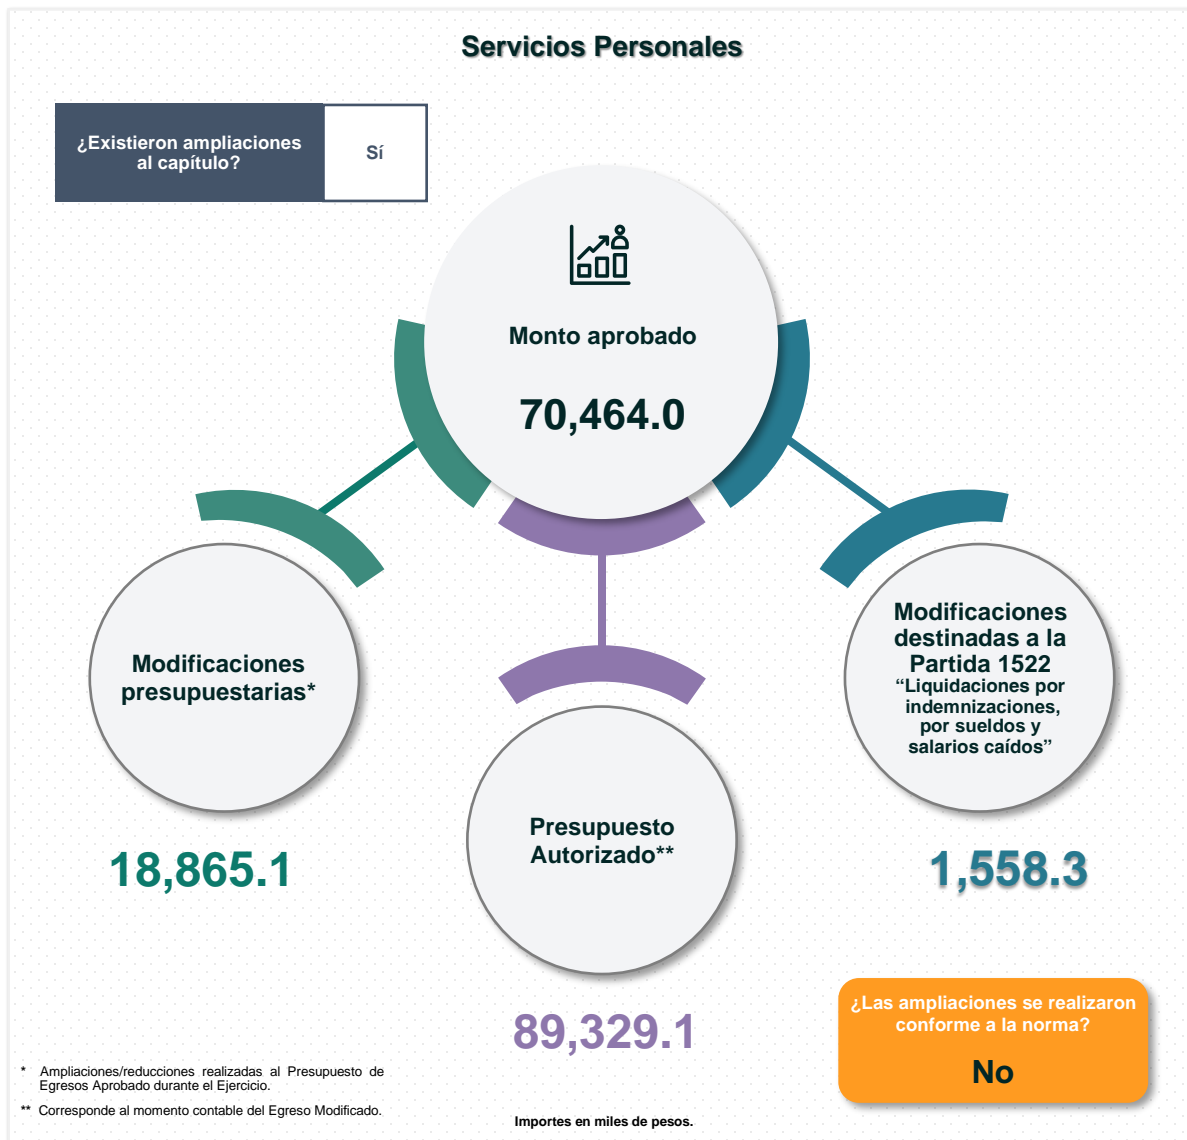 Servicios Personales
¿Existieron ampliaciones
al capítulo?
Sí
Monto aprobado
70,464.0
Modificaciones
presupuestarias*
18,865.1
Presupuesto
Autorizado**
89,329.1
Modificaciones
destinadas a la
Partida 1522
“Liquidaciones por
indemnizaciones,
por sueldos y
salarios caídos”
1,558.3
¿Las ampliaciones se realizaron
conforme a la norma?
No
* Ampliaciones/reducciones realizadas al Presupuesto de
Egresos Aprobado durante el Ejercicio.
** Corresponde al momento contable del Egreso Modificado.
Importes en miles de pesos.